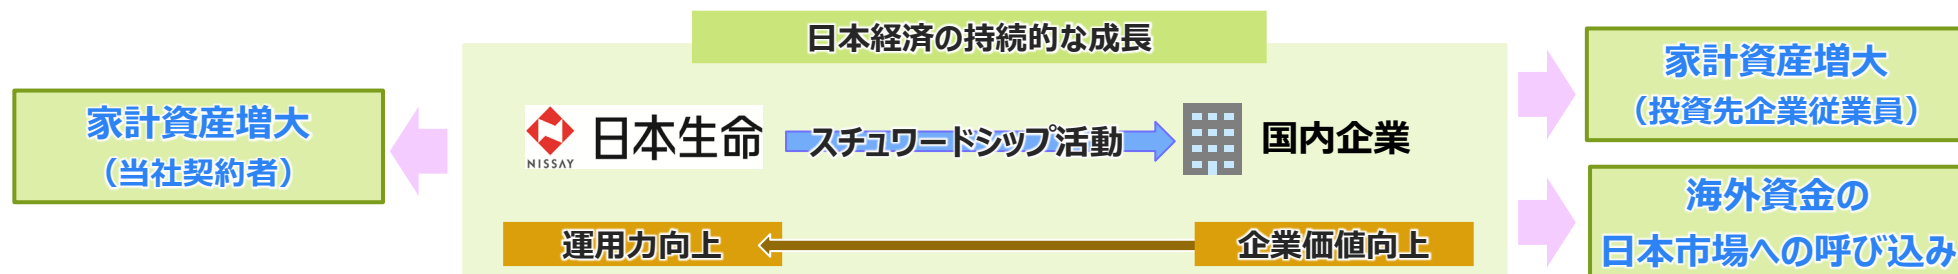 日本経済の持続的な成長
家計資産増大
（当社契約者）
NISSAY
日本生命
スチュワードシップ活動
国内企業
運用力向上
企業価値向上
家計資産増大
（投資先企業従業員）
海外資金の
日本市場への呼び込み